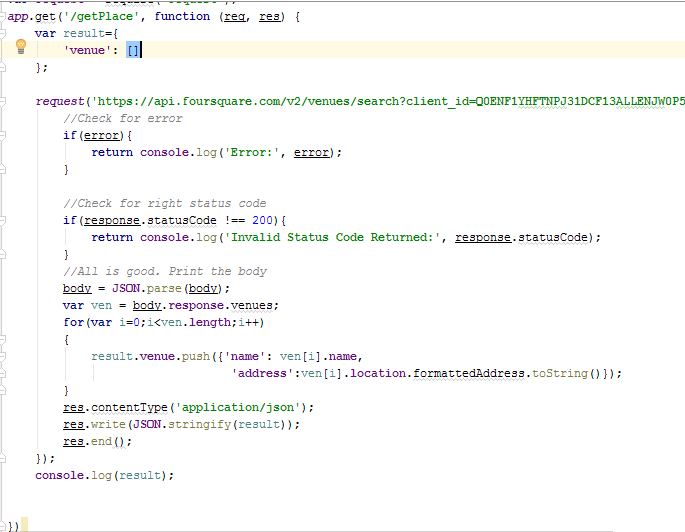 app.get('/getPlace', function (req, res) {
var result={
'venue': []
};
request('https://api.foursquare.com/v2/venues/search?client_id=Q0ENF1YHFTNPJ31DCF13ALLENJW0P5
//Check for error
if(error){
return console.log('Error:', error);
}
//Check for right status code
if(response.statusCode !== 200){
return console.log('Invalid Status Code Returned:', response.statusCode);
}
//All is good. Print the body
body = JSON.parse(body);
var ven = body.response.venues;
for(var i=0;i<ven.length;i++)
{
result.venue.push({'name': ven[i].name,
'address':ven[i].location.formattedAddress.toString()});
}
res.contentType('application/json');
res.write(JSON.stringify(result));
res.end();
});
console.log(result);
})